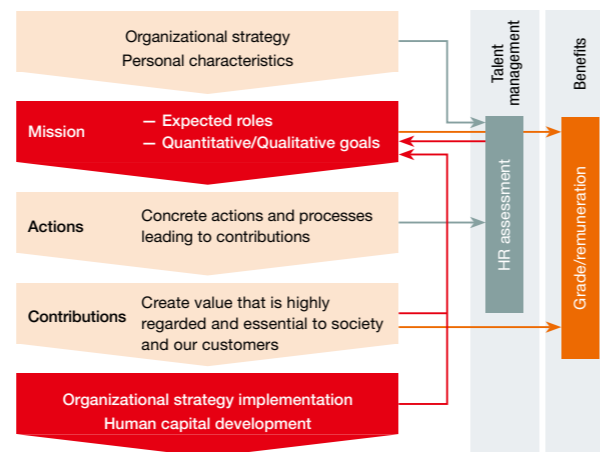 Organizational strategy
Personal characteristics
Mission
— Expected roles
— Quantitative/Qualitative goals
Actions
Concrete actions and processes
leading to contributions
Contributions
Create value that is highly
regarded and essential to society
and our customers
Organizational strategy implementation
Human capital development
Talent
management
HR assessment
Benefits
Grade/remuneration